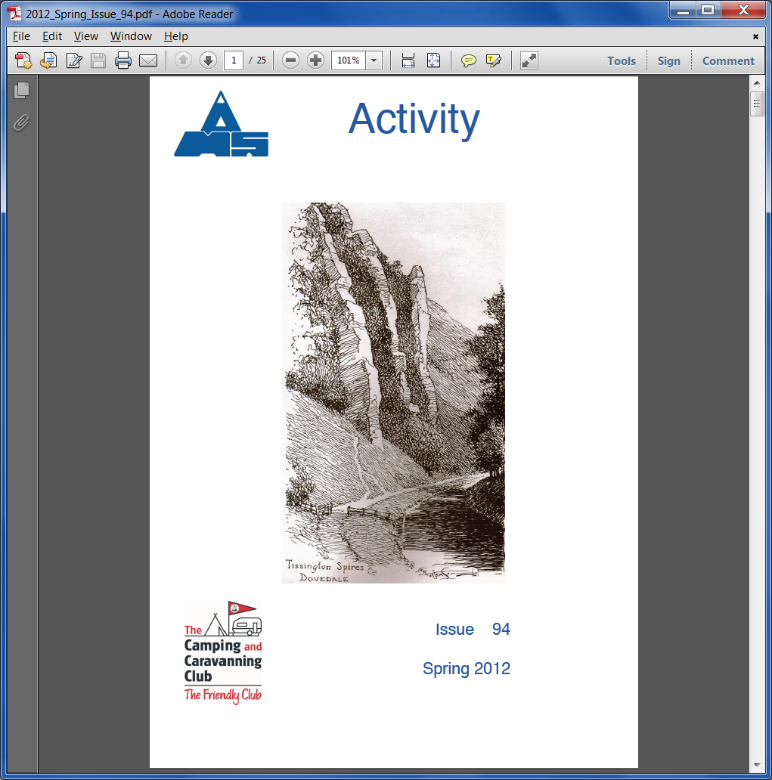 2012_Spring_Issue_94.pdf - Adobe Reader
File Edit View Window Help
1 / 25 101% Tools Sign Comment
AAS
Activity
Tissington Spires
DOVEDALE
The
Camping and
Caravanning
Club
The Friendly Club
Issue 94
Spring 2012